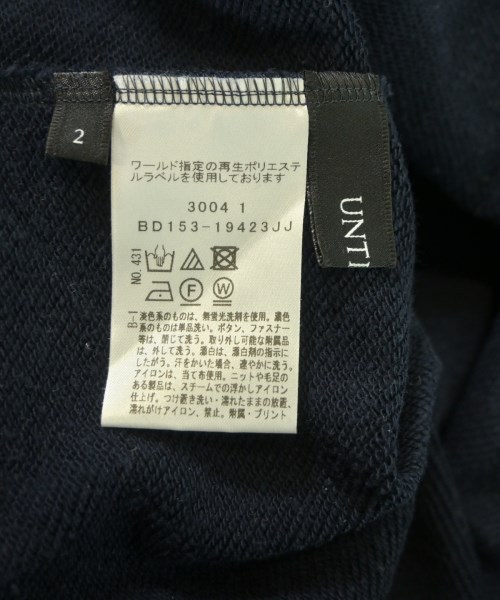 2
ワールド指定の再生ポリエステ
ルラベルを使用しております
3004 1
BD153-19423JJ
NO.431
F
W
B-1
淡色系のものは、無蛍光洗剤を使用。濃色
系のものは単品洗い。ボタン、ファスナー
等は、閉じて洗う。取り外し可能な附属品
は、外して洗う。漂白は、漂白剤の指示に
したがう。汗をかいた場合、速やかに洗う。
アイロンは、当て布使用。ニットや毛足の
ある製品は、スチームでの浮かしアイロン
仕上げ。つけ置き洗い・濡れたままの放置、
濡れがけアイロン、禁止。附属・プリント
UNTI